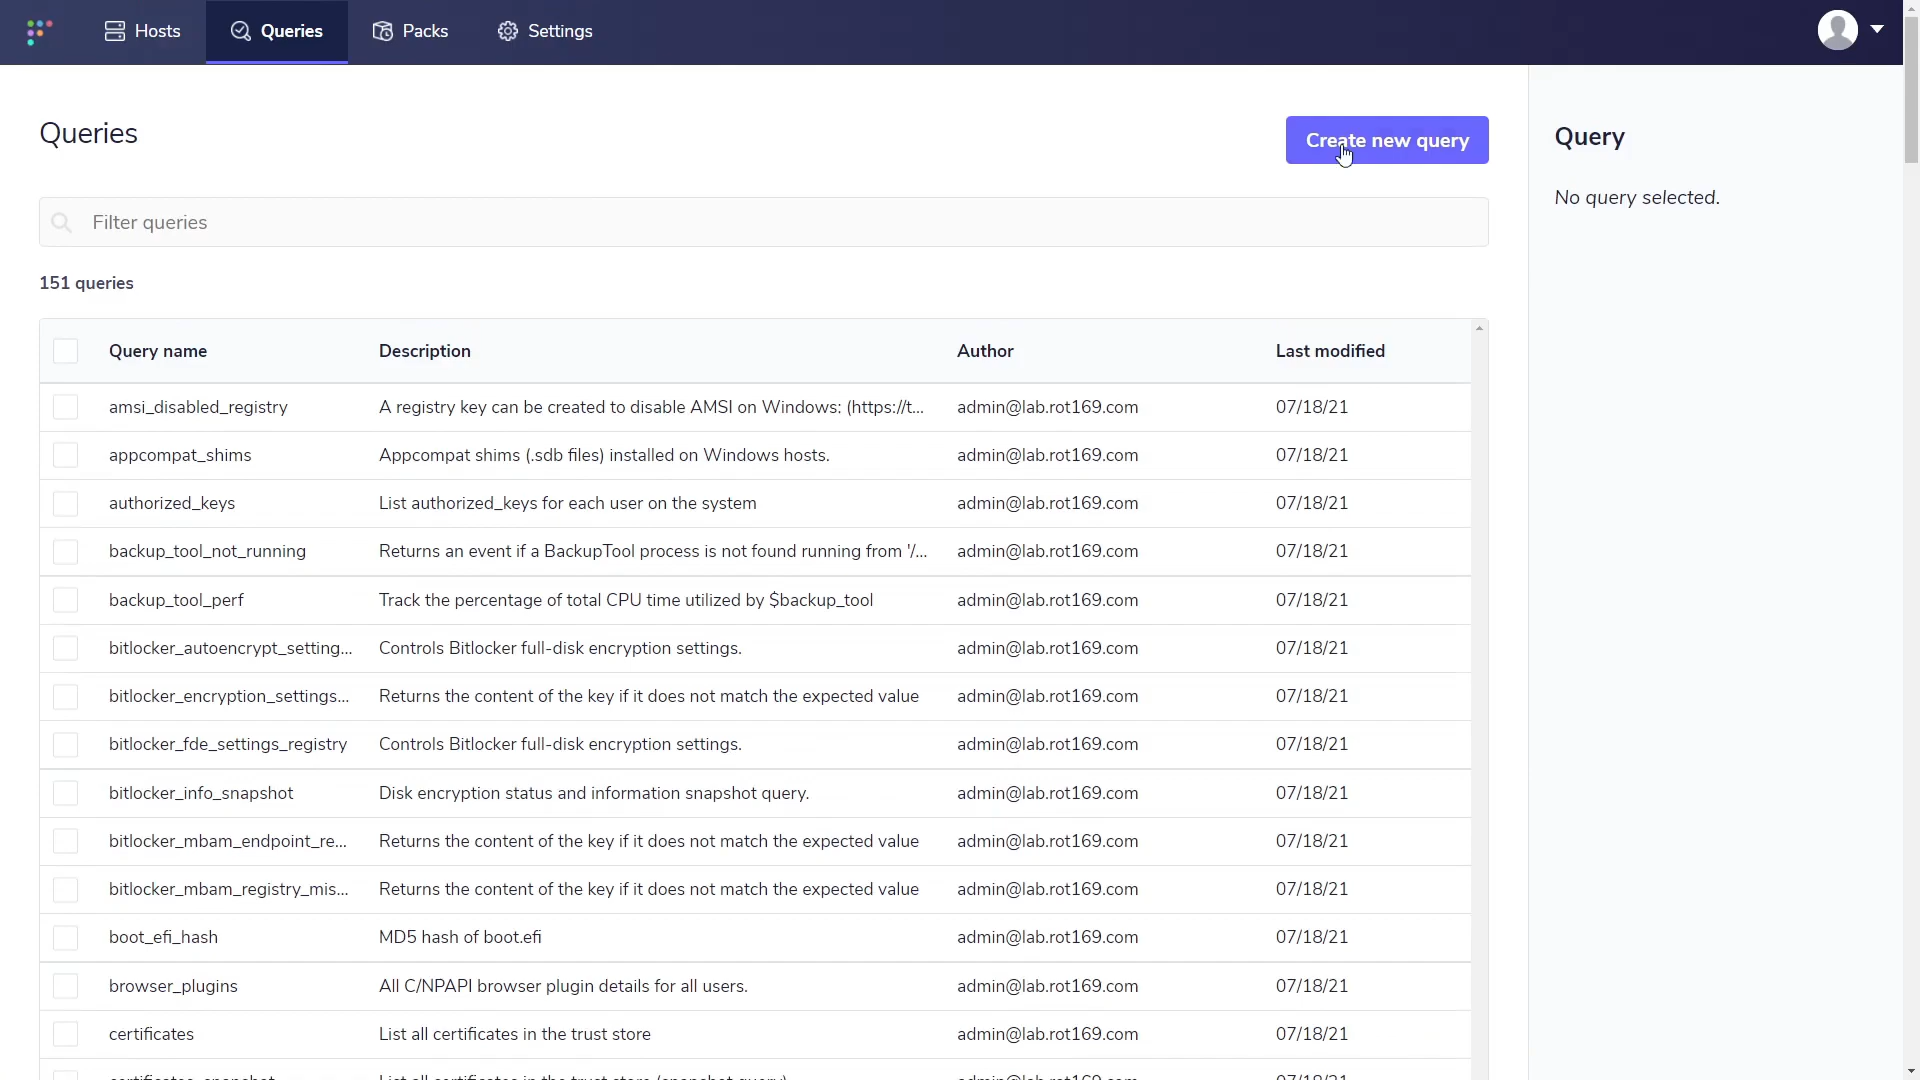 Hosts
Queries
Packs
Settings
Queries
Create new query
Query
No query selected.
Filter queries
151 queries
Query name Description Author Last modified
amsi_disabled_registry A registry key can be created to disable AMSI on Windows: (https://t... admin@lab.rot169.com 07/18/21
appcompat_shims Appcompat shims (.sdb files) installed on Windows hosts. admin@lab.rot169.com 07/18/21
authorized_keys List authorized_keys for each user on the system admin@lab.rot169.com 07/18/21
backup_tool_not_running Returns an event if a BackupTool process is not found running from '/... admin@lab.rot169.com 07/18/21
backup_tool_perf Track the percentage of total CPU time utilized by $backup_tool admin@lab.rot169.com 07/18/21
bitlocker_autoencrypt_setting... Controls Bitlocker full-disk encryption settings. admin@lab.rot169.com 07/18/21
bitlocker_encryption_settings... Returns the content of the key if it does not match the expected value admin@lab.rot169.com 07/18/21
bitlocker_fde_settings_registry Controls Bitlocker full-disk encryption settings. admin@lab.rot169.com 07/18/21
bitlocker_info_snapshot Disk encryption status and information snapshot query. admin@lab.rot169.com 07/18/21
bitlocker_mbam_endpoint_re... Returns the content of the key if it does not match the expected value admin@lab.rot169.com 07/18/21
bitlocker_mbam_registry_mis... Returns the content of the key if it does not match the expected value admin@lab.rot169.com 07/18/21
boot_efi_hash MD5 hash of boot.efi admin@lab.rot169.com 07/18/21
browser_plugins All C/NPAPI browser plugin details for all users. admin@lab.rot169.com 07/18/21
certificates List all certificates in the trust store admin@lab.rot169.com 07/18/21
certificates_snapshot List all certificates in the trust store (snapshot query) admin@lab.rot169.com 07/18/21